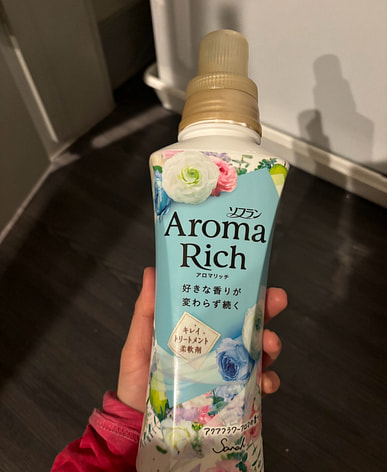 ソフラン
Aroma
Rich
アロマリッチ
好きな香りが
変わらず続く
キレイ
トリートメント
柔軟剤
Sarah